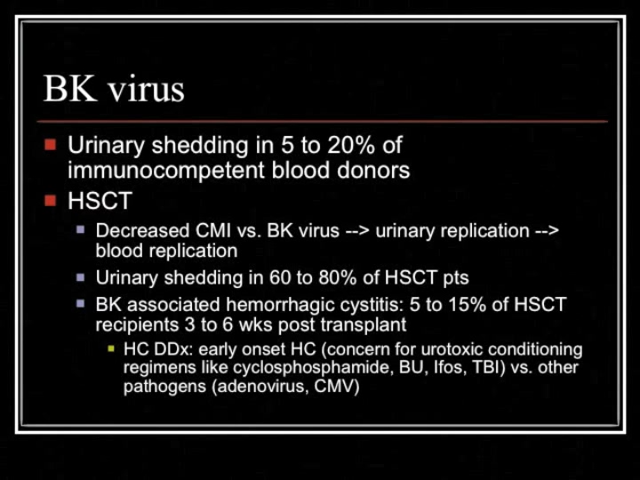 BK virus
Urinary shedding in 5 to 20% of
immunocompetent blood donors
HSCT
Decreased CMI vs. BK virus --> urinary replication -->
blood replication
Urinary shedding in 60 to 80% of HSCT pts
BK associated hemorrhagic cystitis: 5 to 15% of HSCT
recipients 3 to 6 wks post transplant
HC DDx: early onset HC (concern for urotoxic conditioning
regimens like cyclosphosphamide, BU, Ifos, TBI) vs. other
pathogens (adenovirus, CMV)